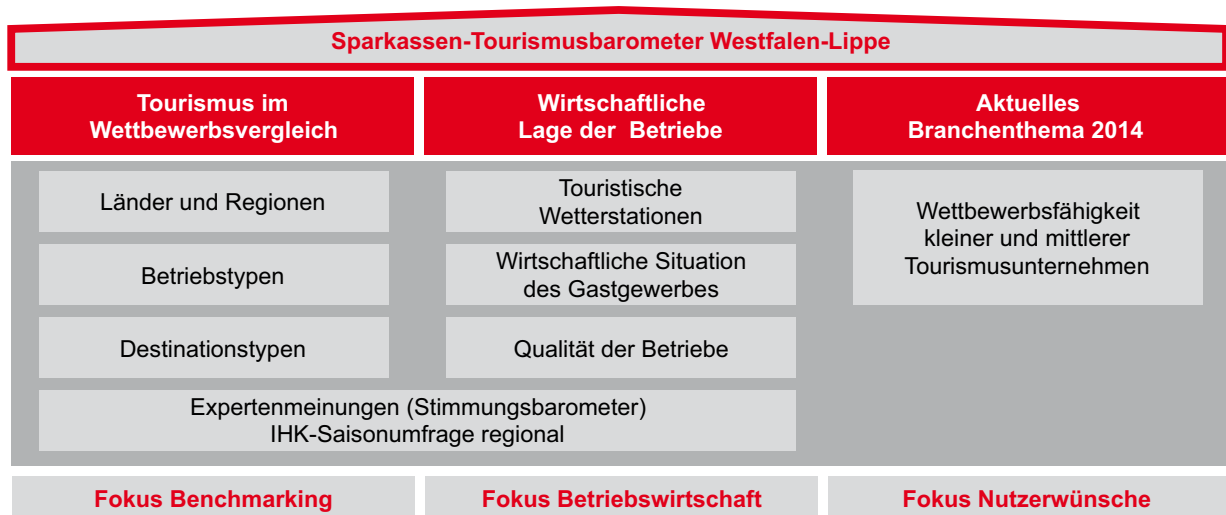 Sparkassen-Tourismusbarometer Westfalen-Lippe
Tourismus im
Wettbewerbsvergleich
Wirtschaftliche
Lage der Betriebe
Aktuelles
Branchenthema 2014
Länder und Regionen
Betriebstypen
Destinationstypen
Touristische
Wetterstationen
Wirtschaftliche Situation
des Gastgewerbes
Qualität der Betriebe
Wettbewerbsfähigkeit
kleiner und mittlerer
Tourismusunternehmen
Expertenmeinungen (Stimmungsbarometer)
IHK-Saisonumfrage regional
Fokus Benchmarking
Fokus Betriebswirtschaft
Fokus Nutzerwünsche